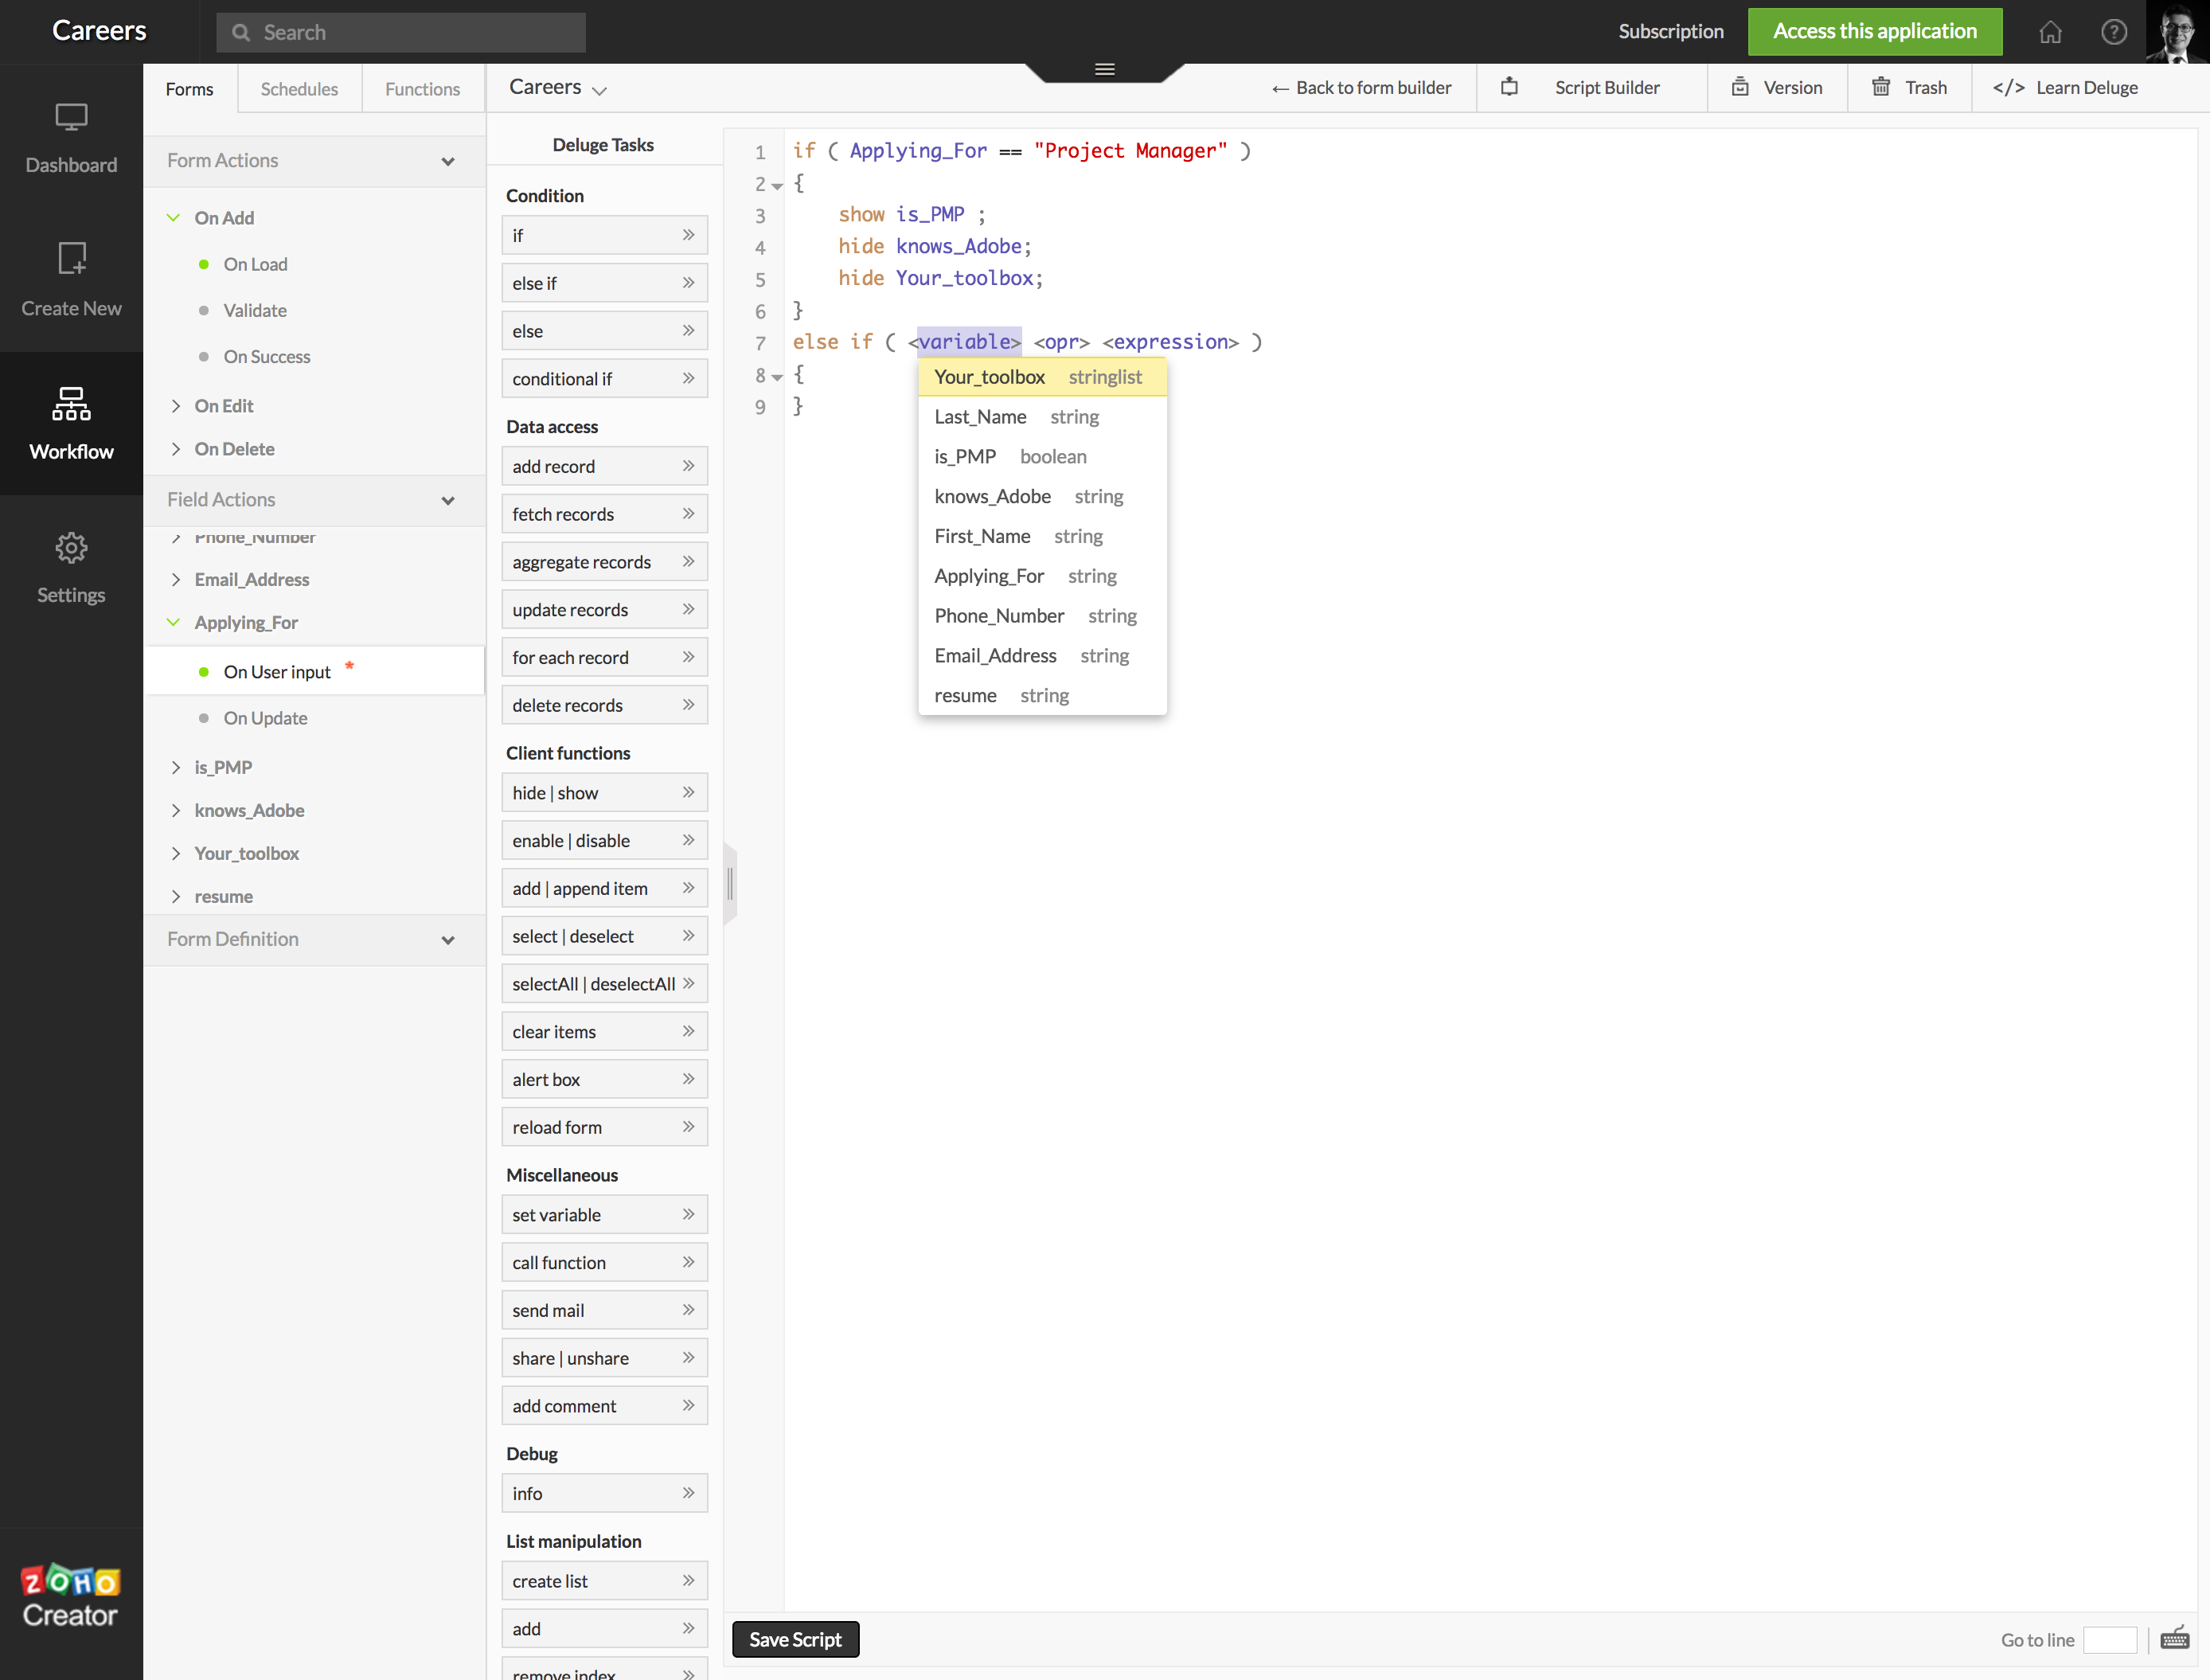 Careers
Search
Subscription
Access this application
Dashboard
Create New
Workflow
Settings
ZOHO
Creator
Forms
Schedules
Functions
Form Actions
On Add
On Load
Validate
On Success
On Edit
On Delete
Field Actions
Phone_Number
Email_Address
Applying_For
On User input *
On Update
is_PMP
knows_Adobe
Your_toolbox
resume
Form Definition
Careers
← Back to form builder
Script Builder
Version
Trash
</> Learn Deluge
Deluge Tasks
Condition
if
else if
else
conditional if
Data access
add record
fetch records
aggregate records
update records
for each record
delete records
Client functions
hide | show
enable | disable
add | append item
select | deselect
selectAll | deselectAll
clear items
alert box
reload form
Miscellaneous
set variable
call function
send mail
share | unshare
add comment
Debug
info
List manipulation
create list
add
remove index
1 if ( Applying_For == "Project Manager" )
2 {
3 show is_PMP ;
4 hide knows_Adobe;
5 hide Your_toolbox;
6 }
7 else if ( <variable> <opr> <expression> )
8 {
9 }
Your_toolbox stringlist
Last_Name string
is_PMP boolean
knows_Adobe string
First_Name string
Applying_For string
Phone_Number string
Email_Address string
resume string
Save Script
Go to line